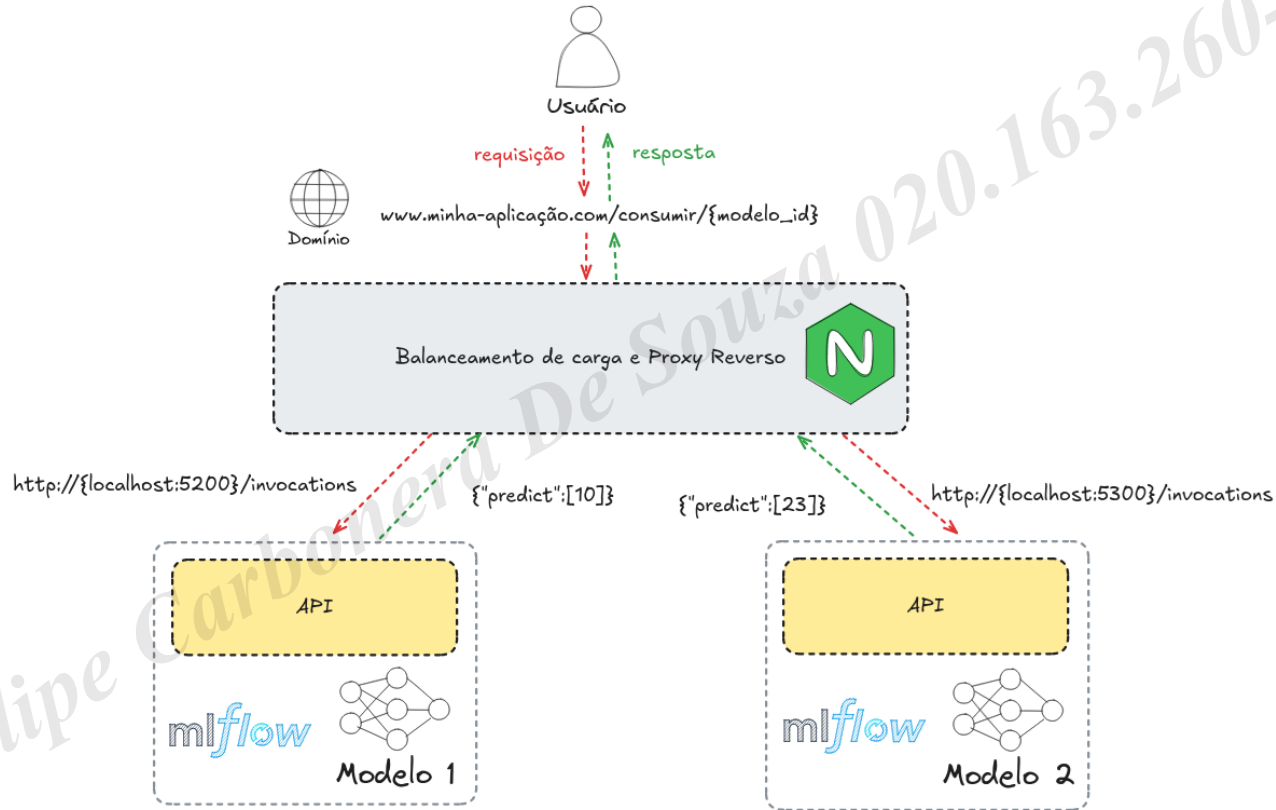 Usuário
requisição
resposta
www.minha-aplicação.com/consumir/{modelo_id}
Domínio
Balanceamento de carga e Proxy Reverso
N
http://{localhost:5200}/invocations
{"predict":[10]}
{"predict":[23]}
http://{localhost:5300}/invocations
API
API
mlflow
Modelo 1
mlflow
Modelo 2
lipe Carbonera De Souza 020.163.260-